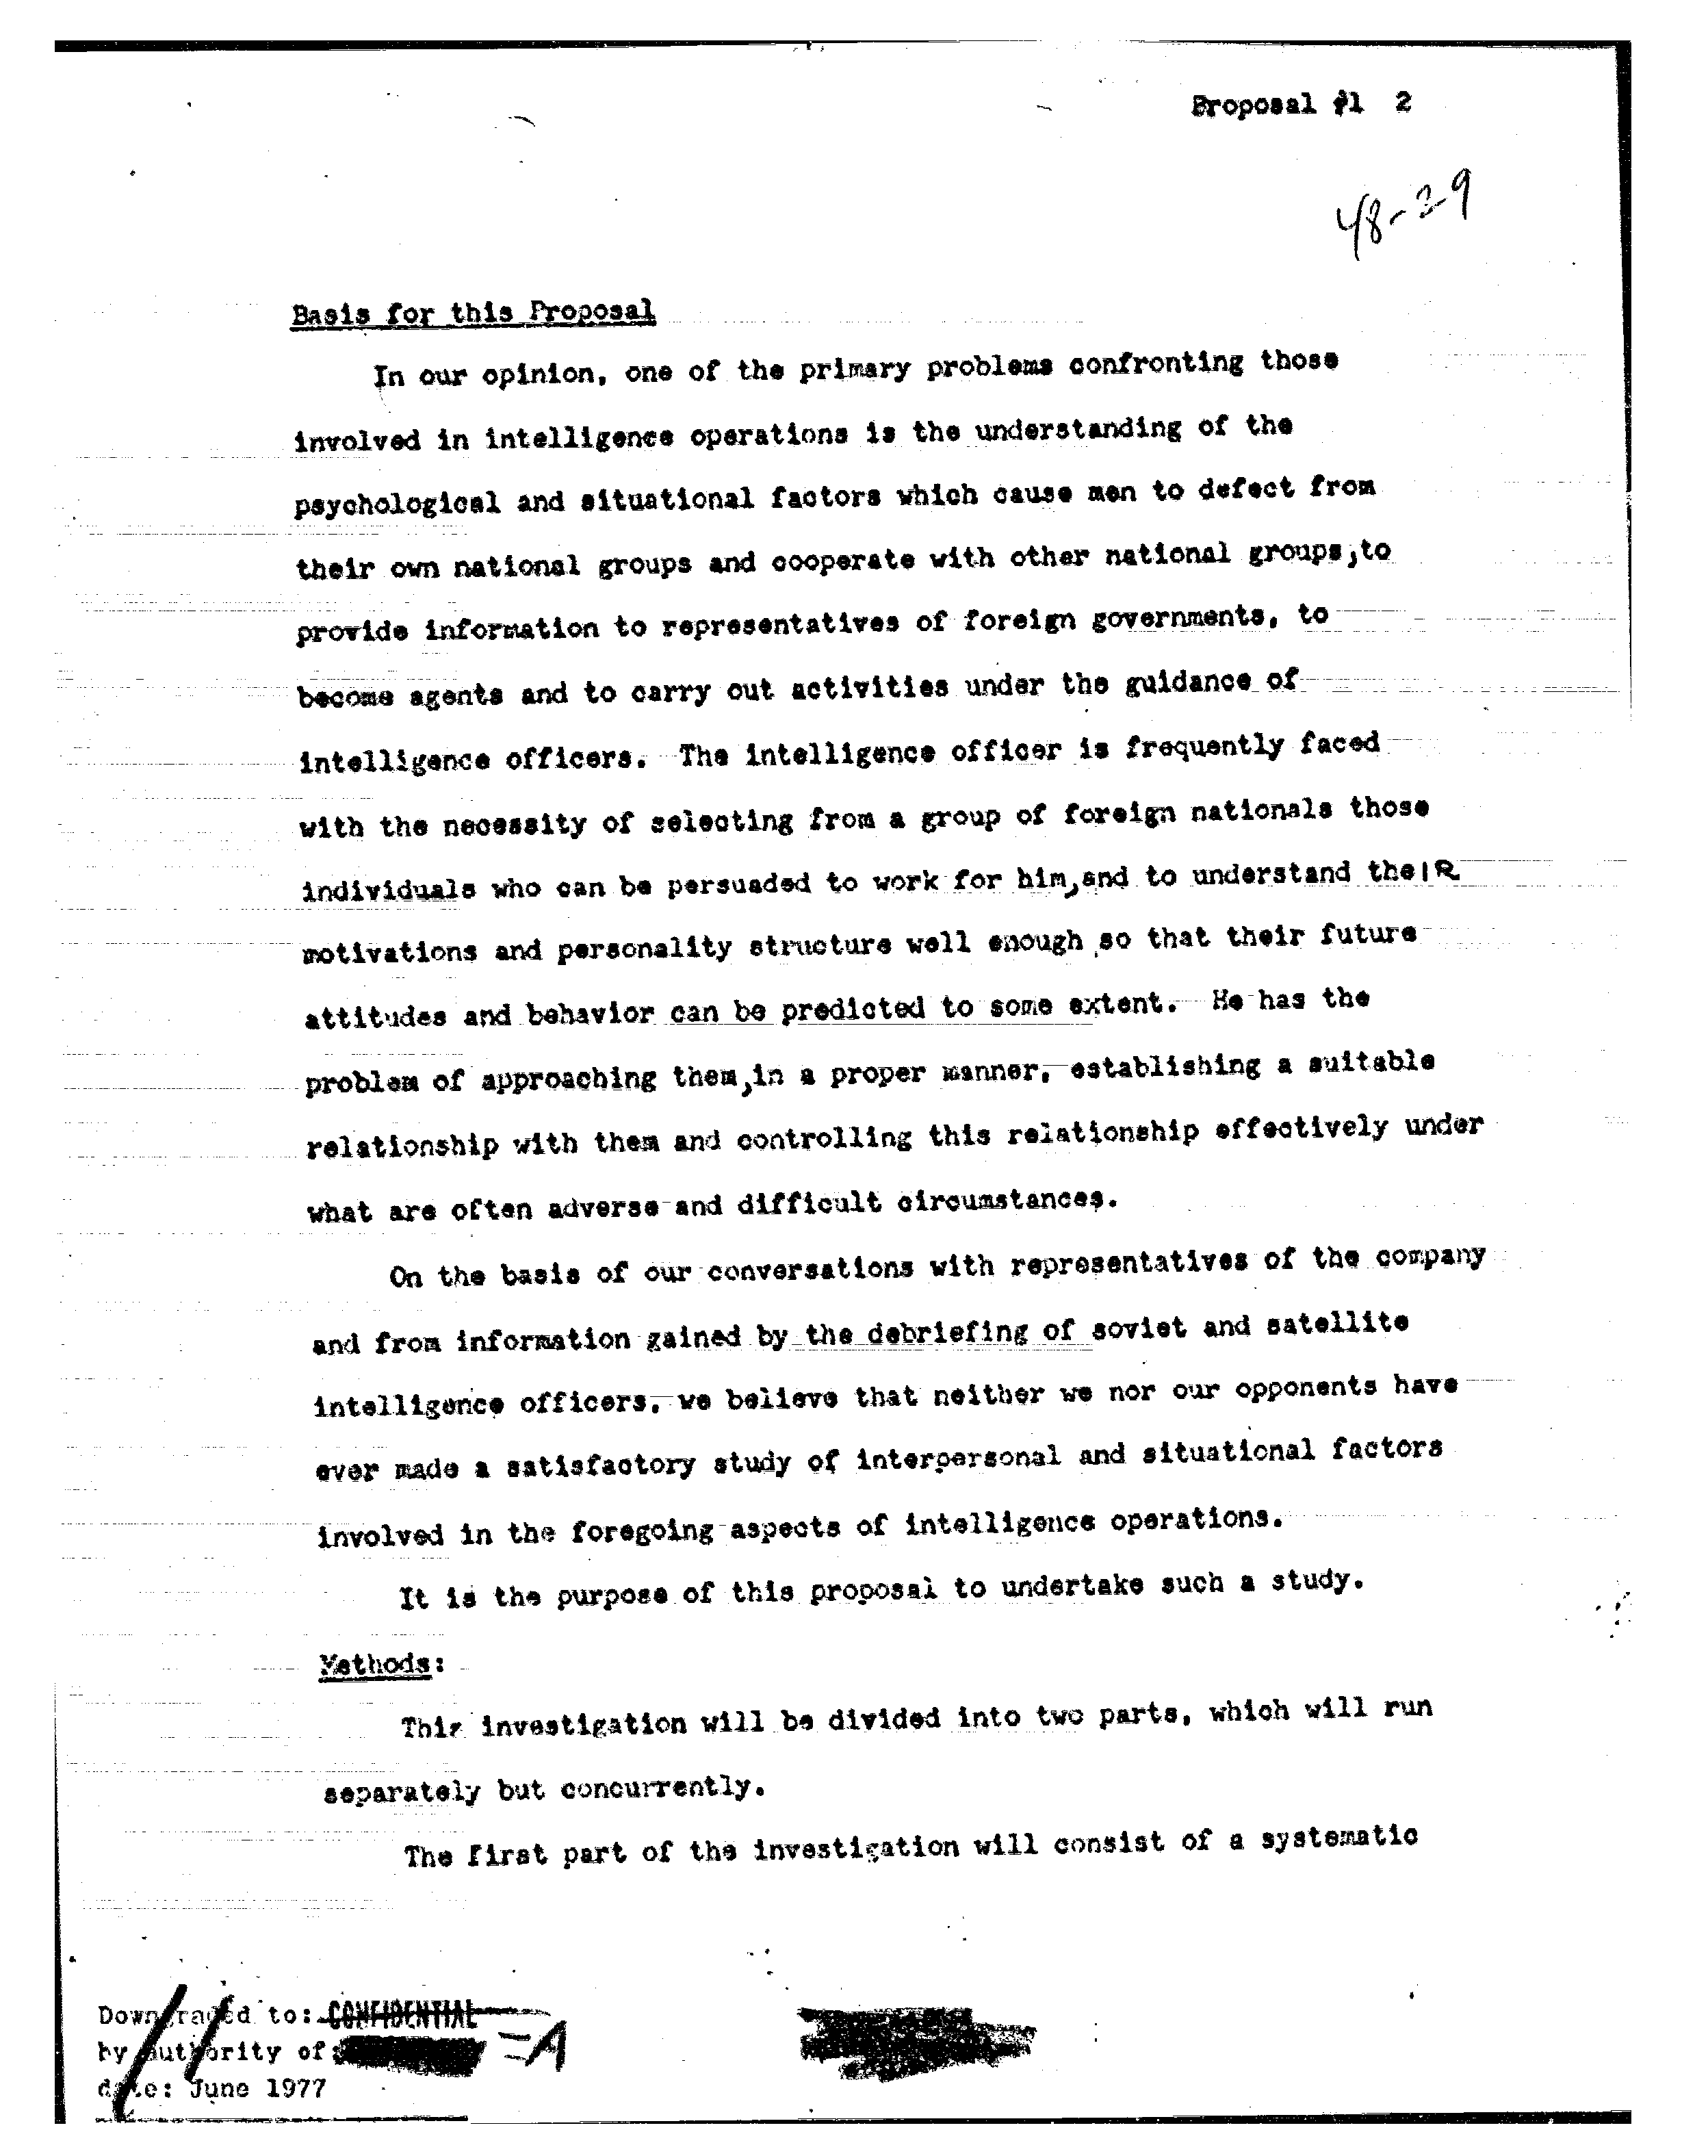 Proposal #1 2
48-29
Basis for this Proposal
In our opinion, one of the primary problems confronting those
involved in intelligence operations is the understanding of the
psychological and situational factors which cause men to defect from
their own national groups and cooperate with other national groups, to
provide information to representatives of foreign governments, to
become agents and to carry out activities under the guidance of
intelligence officers. The intelligence officer is frequently faced
with the necessity of selecting from a group of foreign nationals those
individuals who can be persuaded to work for him, and to understand theIR
motivations and personality structure well enough so that their future
attitudes and behavior can be predicted to some extent. He has the
problem of approaching them, in a proper manner, establishing a suitable
relationship with them and controlling this relationship effectively under
what are often adverse and difficult circumstances.
On the basis of our conversations with representatives of the company
and from information gained by the debriefing of soviet and satellite
intelligence officers, we believe that neither we nor our opponents have
ever made a satisfactory study of interpersonal and situational factors
involved in the foregoing aspects of intelligence operations.
It is the purpose of this proposal to undertake such a study.
Methods:
This investigation will be divided into two parts, which will run
separately but concurrently.
The first part of the investigation will consist of a systematic
Downgraded to: CONFIDENTIAL
by authority of: =A
date: June 1977